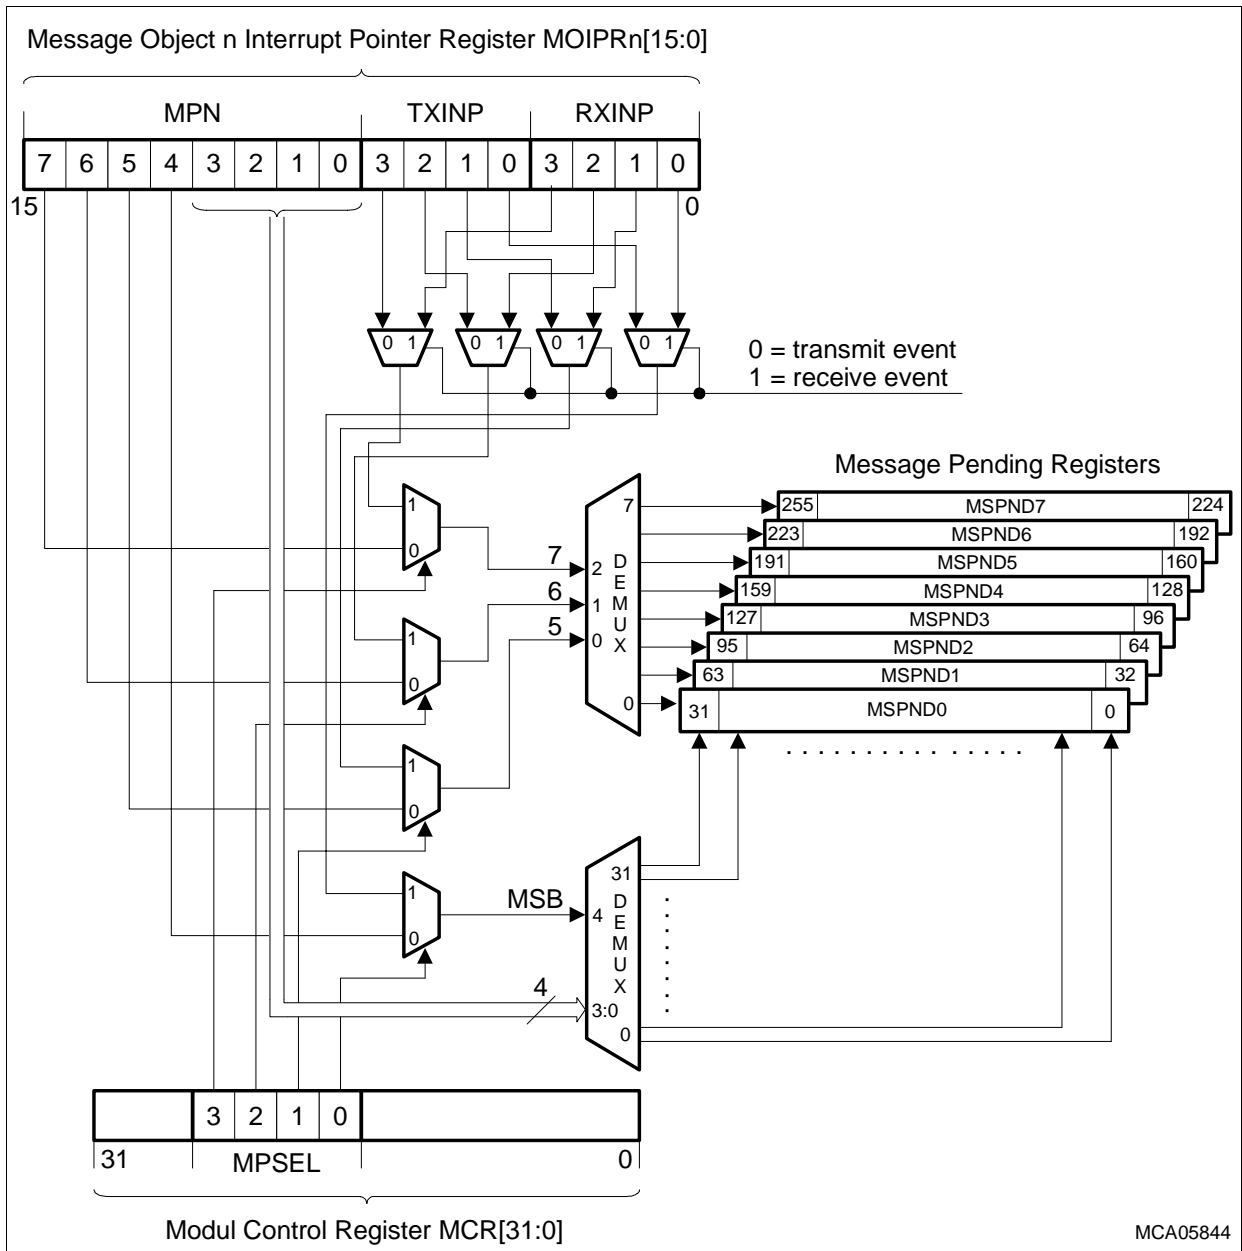 Message Object n Interrupt Pointer Register MOIPRn[15:0]
MPN TXINP RXINP
7 6 5 4 3 2 1 0 3 2 1 0 3 2 1 0
15 0
0 1 0 1 0 1 0 1
0 = transmit event
1 = receive event
Message Pending Registers
1
0
7
255 MSPND7 224
223 MSPND6 192
7
2
DEMUX
191 MSPND5 160
6
1
159 MSPND4 128
5
0
127 MSPND3 96
1
0
95 MSPND2 64
63 MSPND1 32
0
31 MSPND0 0
. . . . . . . . . . . . . . .
1
0
1
0
MSB
4
31
DEMUX
4
3:0
0
3 2 1 0
31 MPSEL 0
Modul Control Register MCR[31:0]
MCA05844